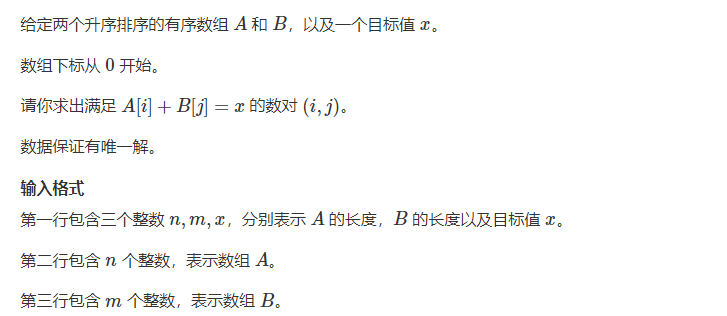 给定两个升序排序的有序数组 A 和 B，以及一个目标值 x。
数组下标从 0 开始。
请你求出满足 A[i] + B[j] = x 的数对 (i, j)。
数据保证有唯一解。
输入格式
第一行包含三个整数 n, m, x，分别表示 A 的长度，B 的长度以及目标值 x。
第二行包含 n 个整数，表示数组 A。
第三行包含 m 个整数，表示数组 B。